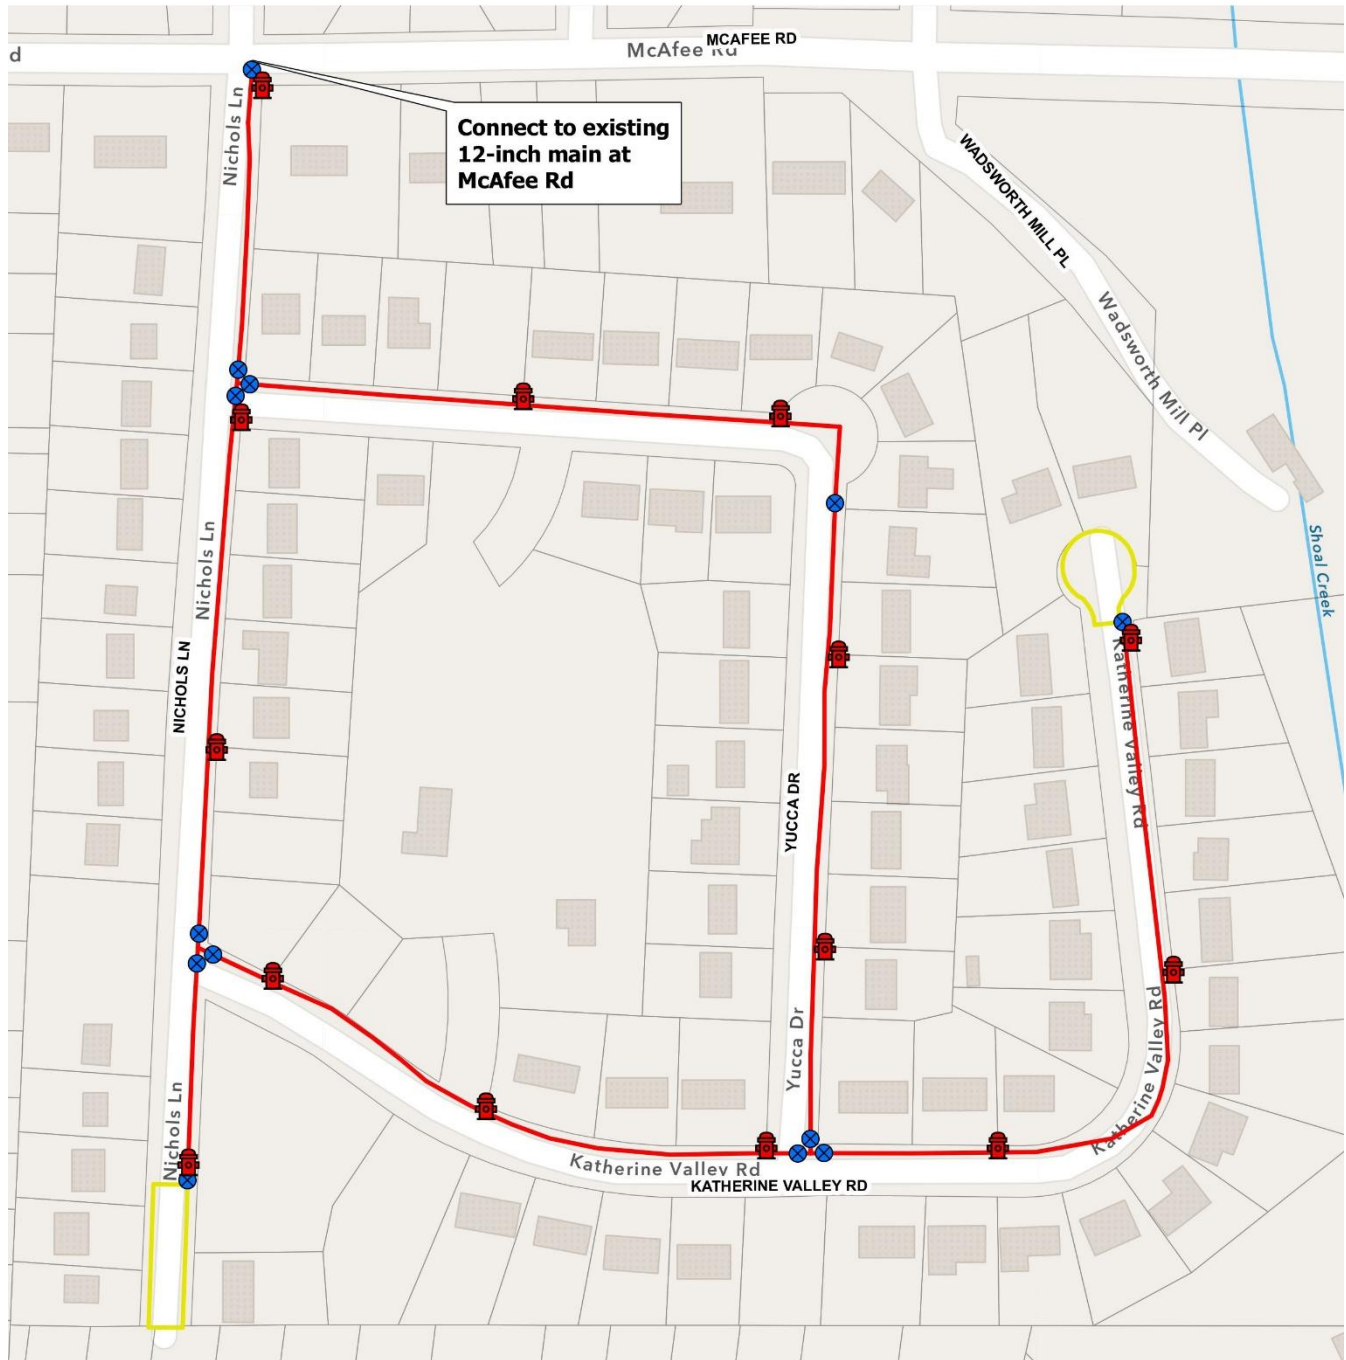 d
McAfee Rd
MCAFEE RD
Nichols Ln
Connect to existing
12-inch main at
McAfee Rd
WADSWORTH MILL PL
Wadsworth Mill Pl
Shoal Creek
Nichols Ln
NICHOLS LN
Katherine Valley Rd
YUCCA DR
Yucca Dr
Katherine Valley Rd
Nichols Ln
Katherine Valley Rd
KATHERINE VALLEY RD